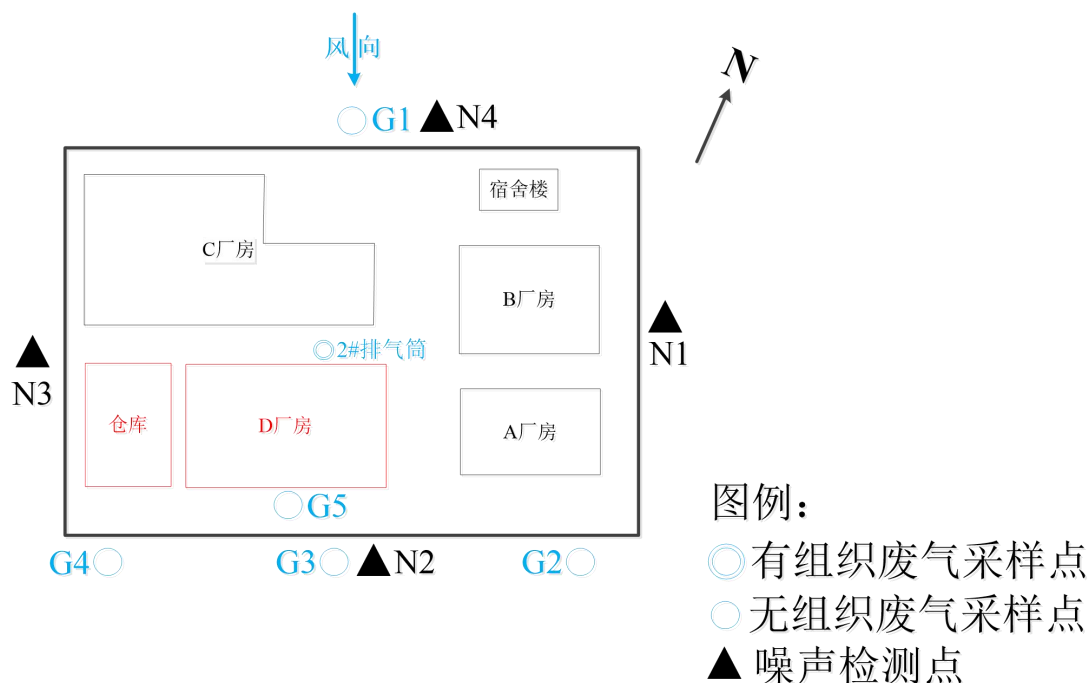 风向
N
G1
N4
宿舍楼
C厂房
B厂房
2#排气筒
N1
N3
仓库
D厂房
A厂房
G5
G4
G3
N2
G2
图例：
有组织废气采样点
无组织废气采样点
噪声检测点